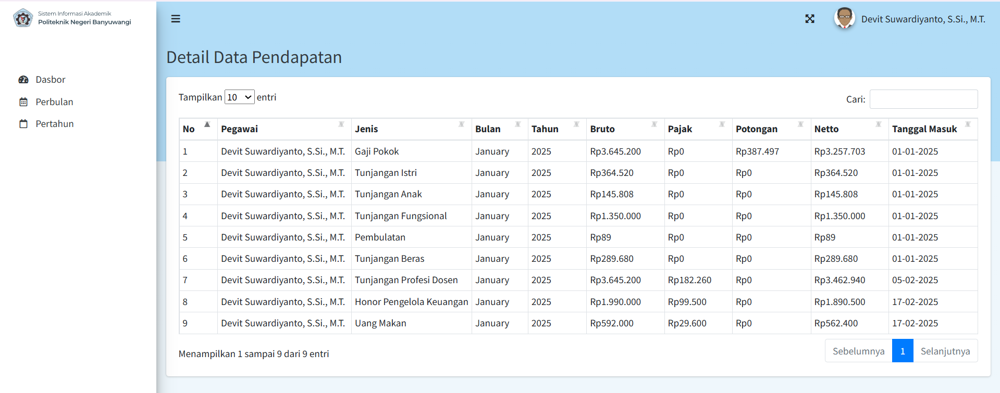 Sistem Informasi Akademik
Politeknik Negeri Banyuwangi
Devit Suwardiyanto, S.Si., M.T.
Dasbor
Perbulan
Pertahun
Detail Data Pendapatan
Tampilkan 10 entri
Cari:
No Pegawai Jenis Bulan Tahun Bruto Pajak Potongan Netto Tanggal Masuk
1 Devit Suwardiyanto, S.Si., M.T. Gaji Pokok January 2025 Rp3.645.200 Rp0 Rp387.497 Rp3.257.703 01-01-2025
2 Devit Suwardiyanto, S.Si., M.T. Tunjangan Istri January 2025 Rp364.520 Rp0 Rp0 Rp364.520 01-01-2025
3 Devit Suwardiyanto, S.Si., M.T. Tunjangan Anak January 2025 Rp145.808 Rp0 Rp0 Rp145.808 01-01-2025
4 Devit Suwardiyanto, S.Si., M.T. Tunjangan Fungsional January 2025 Rp1.350.000 Rp0 Rp0 Rp1.350.000 01-01-2025
5 Devit Suwardiyanto, S.Si., M.T. Pembulatan January 2025 Rp89 Rp0 Rp0 Rp89 01-01-2025
6 Devit Suwardiyanto, S.Si., M.T. Tunjangan Beras January 2025 Rp289.680 Rp0 Rp0 Rp289.680 01-01-2025
7 Devit Suwardiyanto, S.Si., M.T. Tunjangan Profesi Dosen January 2025 Rp3.645.200 Rp182.260 Rp0 Rp3.462.940 05-02-2025
8 Devit Suwardiyanto, S.Si., M.T. Honor Pengelola Keuangan January 2025 Rp1.990.000 Rp99.500 Rp0 Rp1.890.500 17-02-2025
9 Devit Suwardiyanto, S.Si., M.T. Uang Makan January 2025 Rp592.000 Rp29.600 Rp0 Rp562.400 17-02-2025
Menampilkan 1 sampai 9 dari 9 entri
Sebelumnya 1 Selanjutnya